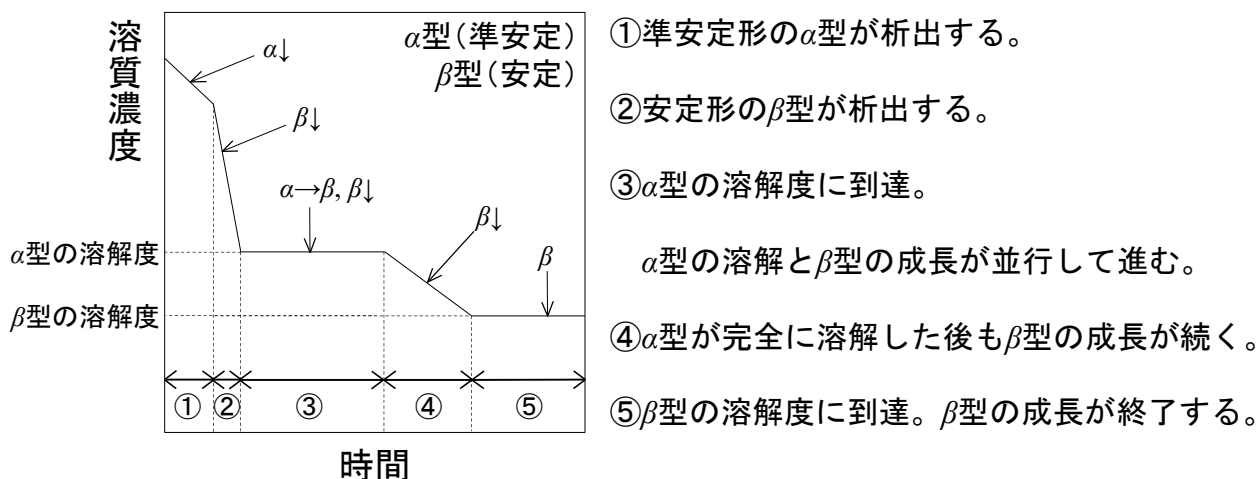 溶質濃度
α型(準安定)
β型(安定)
α↓
β↓
α→β, β↓
β↓
β
α型の溶解度
β型の溶解度
①
②
③
④
⑤
時間
①準安定形のα型が析出する。
②安定形のβ型が析出する。
③α型の溶解度に到達。
α型の溶解とβ型の成長が並行して進む。
④α型が完全に溶解した後もβ型の成長が続く。
⑤β型の溶解度に到達。β型の成長が終了する。